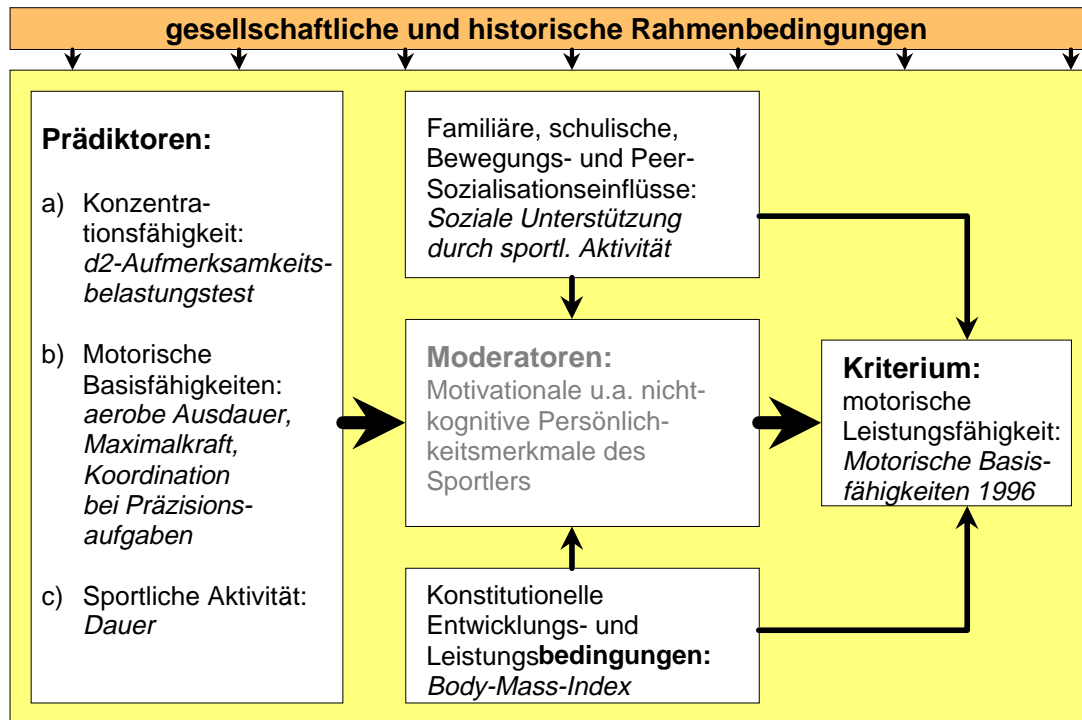 gesellschaftliche und historische Rahmenbedingungen
Prädiktoren:
a) Konzentra-
tionsfähigkeit:
d2-Aufmerksamkeits-
belastungstest
b) Motorische
Basisfähigkeiten:
aerobe Ausdauer,
Maximalkraft,
Koordination
bei Präzisions-
aufgaben
c) Sportliche Aktivität:
Dauer
Familiäre, schulische,
Bewegungs- und Peer-
Sozialisationseinflüsse:
Soziale Unterstützung
durch sportl. Aktivität
Moderatoren:
Motivationale u.a. nicht-
kognitive Persönlich-
keitsmerkmale des
Sportlers
Konstitutionelle
Entwicklungs- und
Leistungsbedingungen:
Body-Mass-Index
Kriterium:
motorische
Leistungsfähigkeit:
Motorische Basis-
fähigkeiten 1996